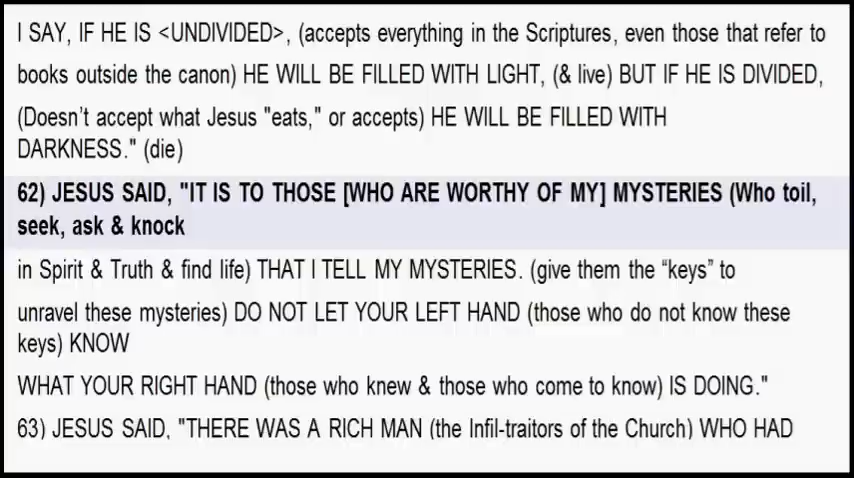 I SAY, IF HE IS <UNDIVIDED>, (accepts everything in the Scriptures, even those that refer to
books outside the canon) HE WILL BE FILLED WITH LIGHT, (& live) BUT IF HE IS DIVIDED,
(Doesn’t accept what Jesus "eats," or accepts) HE WILL BE FILLED WITH
DARKNESS." (die)
62) JESUS SAID, "IT IS TO THOSE [WHO ARE WORTHY OF MY] MYSTERIES (Who toil,
seek, ask & knock
in Spirit & Truth & find life) THAT I TELL MY MYSTERIES. (give them the “keys” to
unravel these mysteries) DO NOT LET YOUR LEFT HAND (those who do not know these
keys) KNOW
WHAT YOUR RIGHT HAND (those who knew & those who come to know) IS DOING."
63) JESUS SAID, "THERE WAS A RICH MAN (the Infil-traitors of the Church) WHO HAD